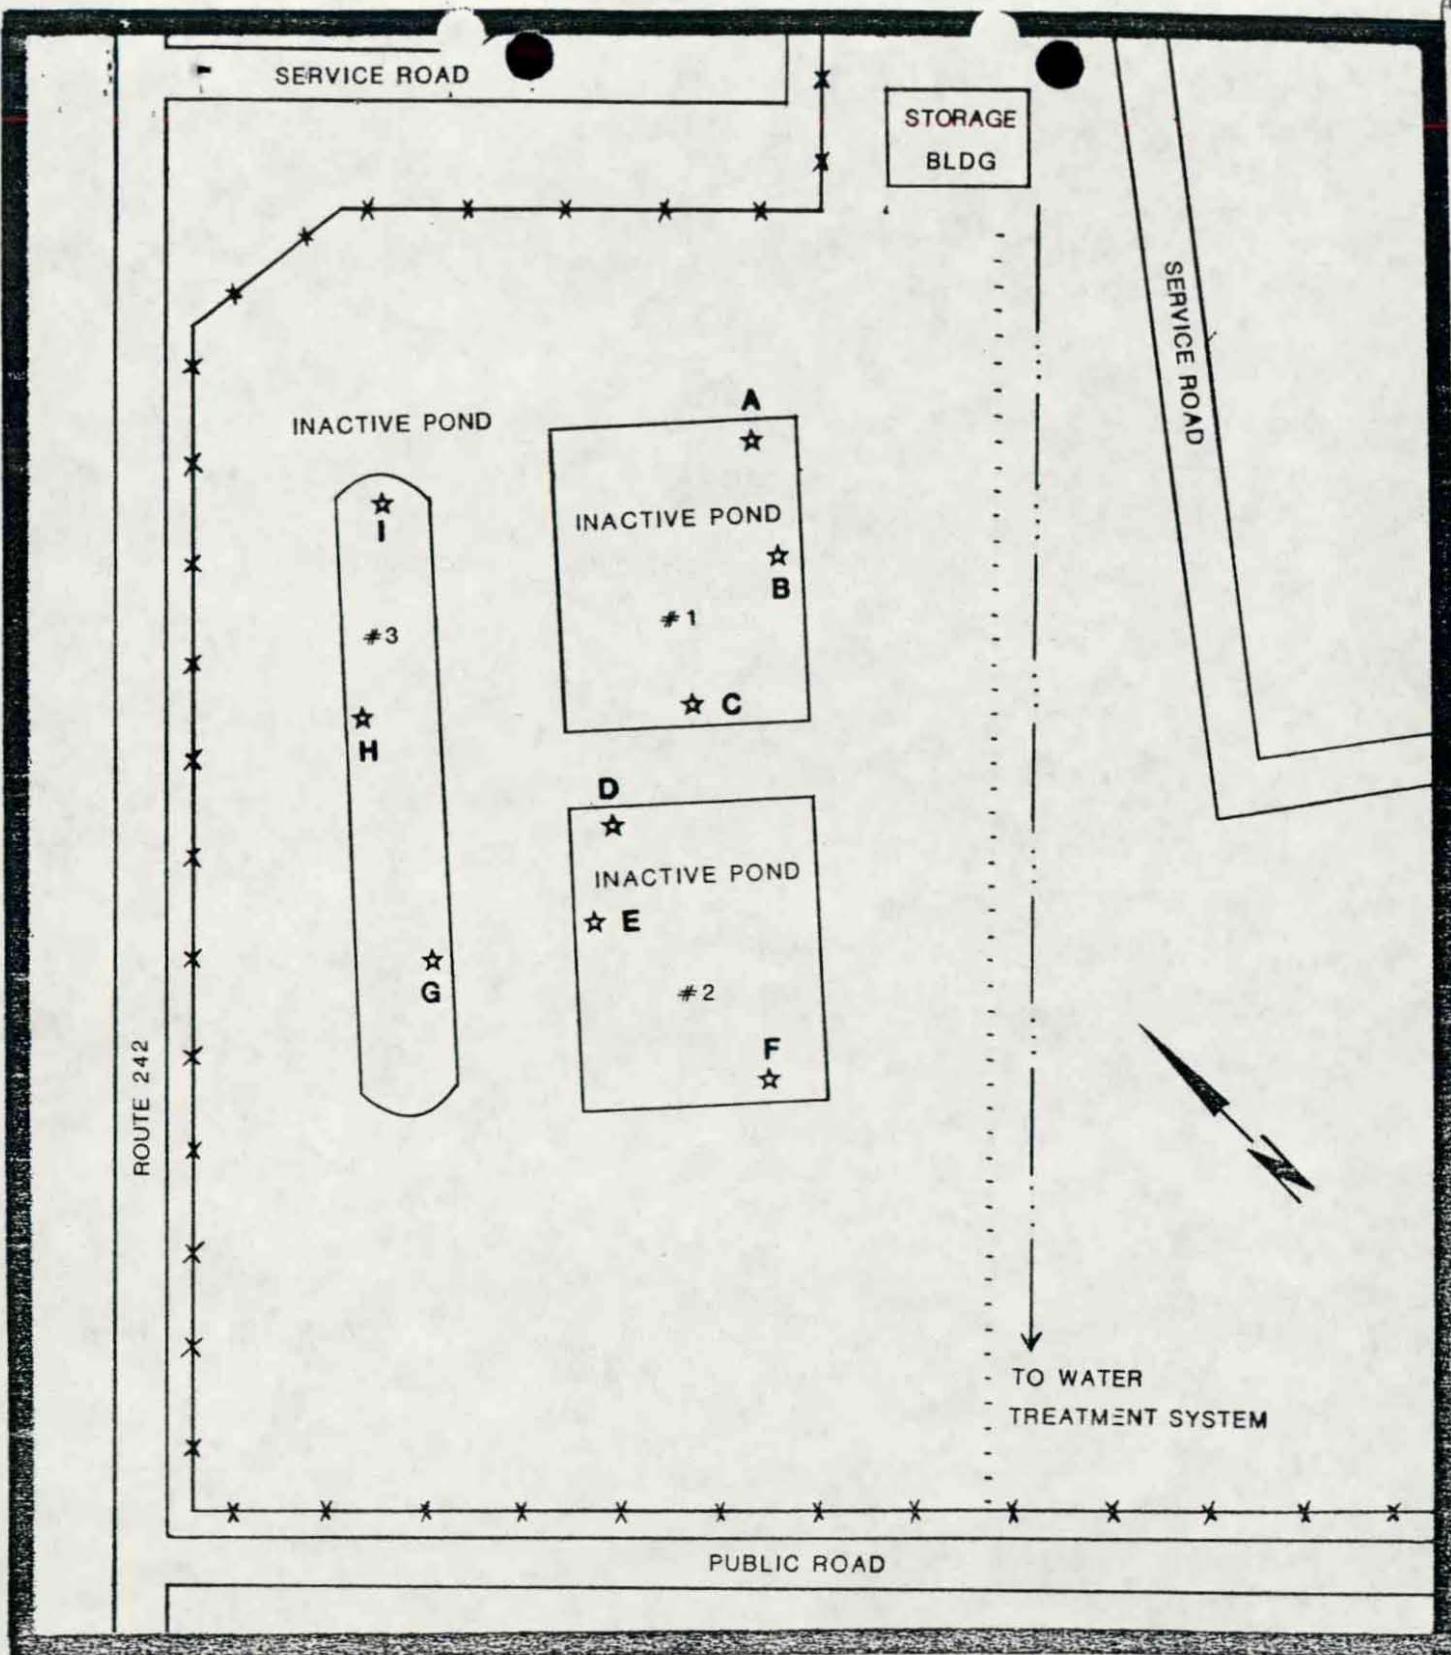 SERVICE ROAD
STORAGE
BLDG
SERVICE ROAD
INACTIVE POND
A
INACTIVE POND
I
B
#1
#3
C
H
D
INACTIVE POND
E
G
#2
F
ROUTE 242
N
TO WATER
TREATMENT SYSTEM
PUBLIC ROAD